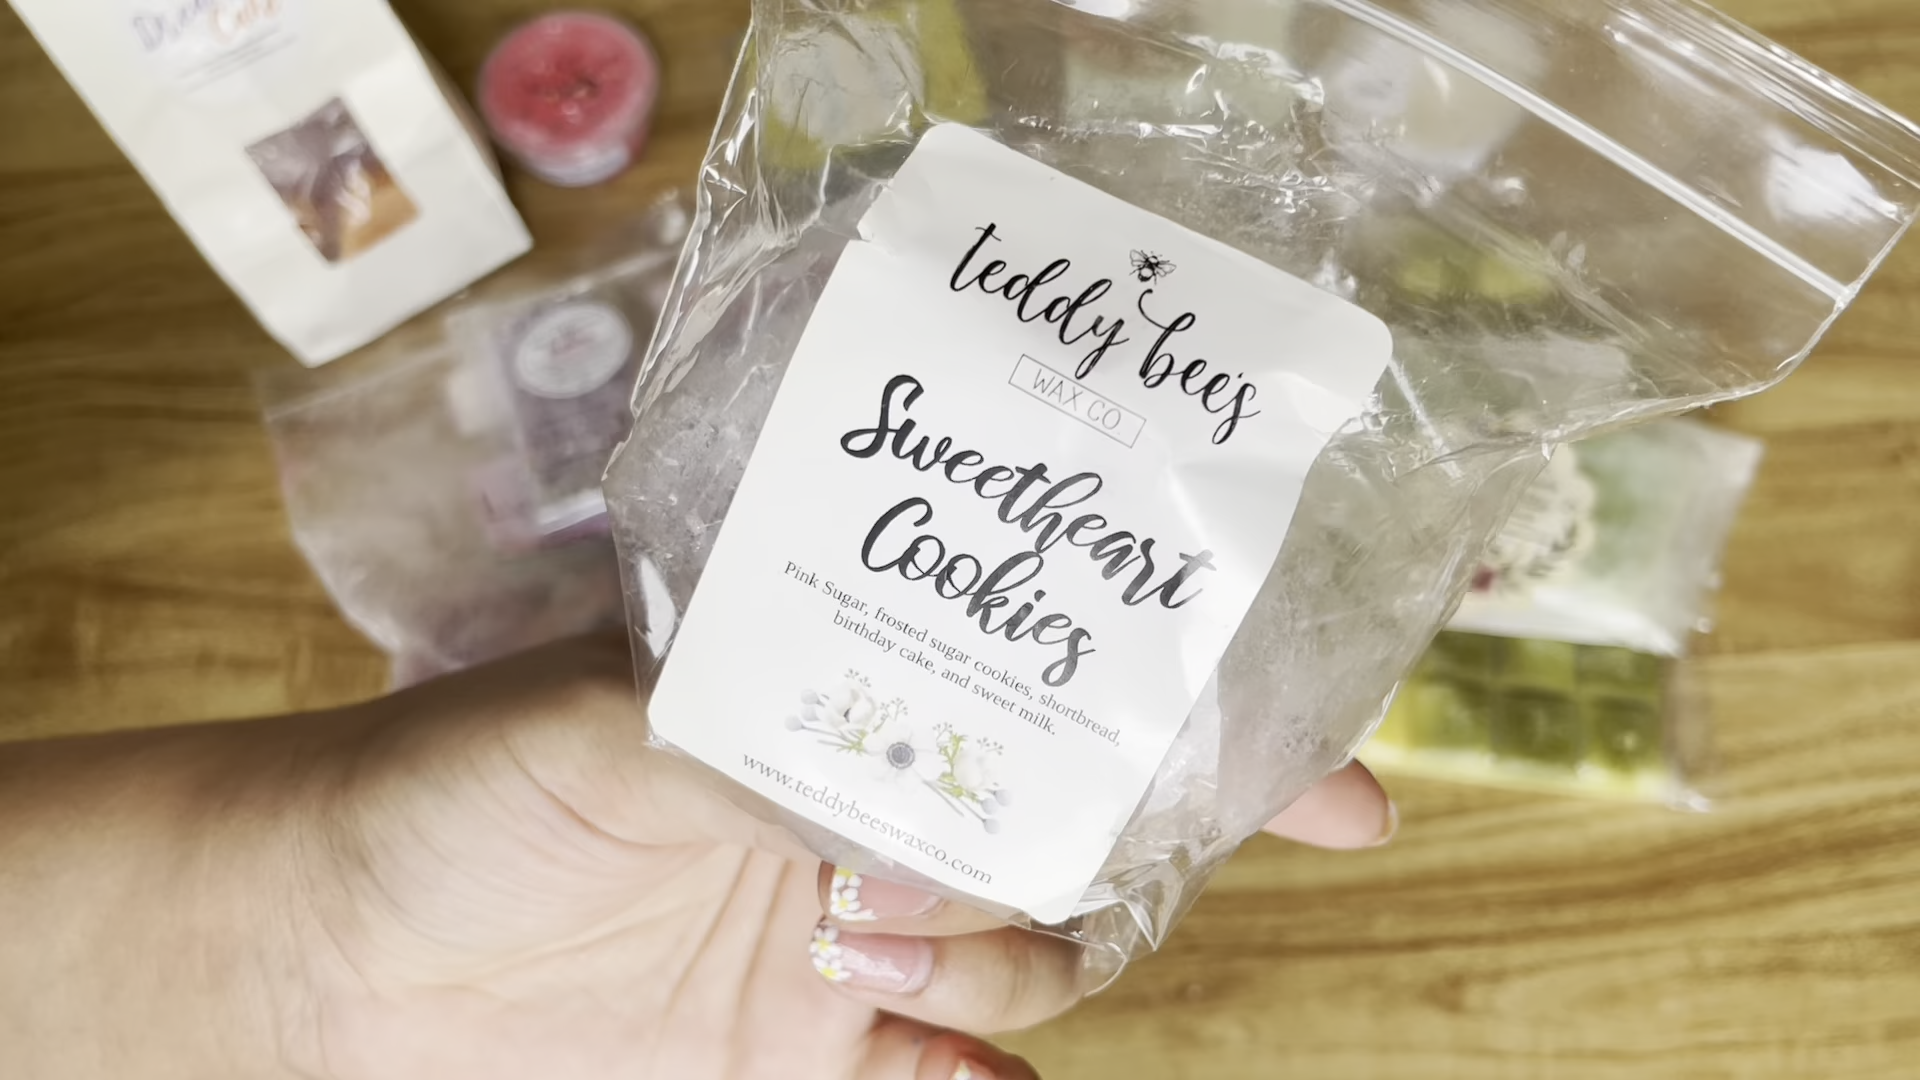 teddy bee's
WAX CO
Sweetheart
Cookies
Pink Sugar, frosted sugar cookies, shortbread,
birthday cake, and sweet milk.
www.teddybeeswaxco.com